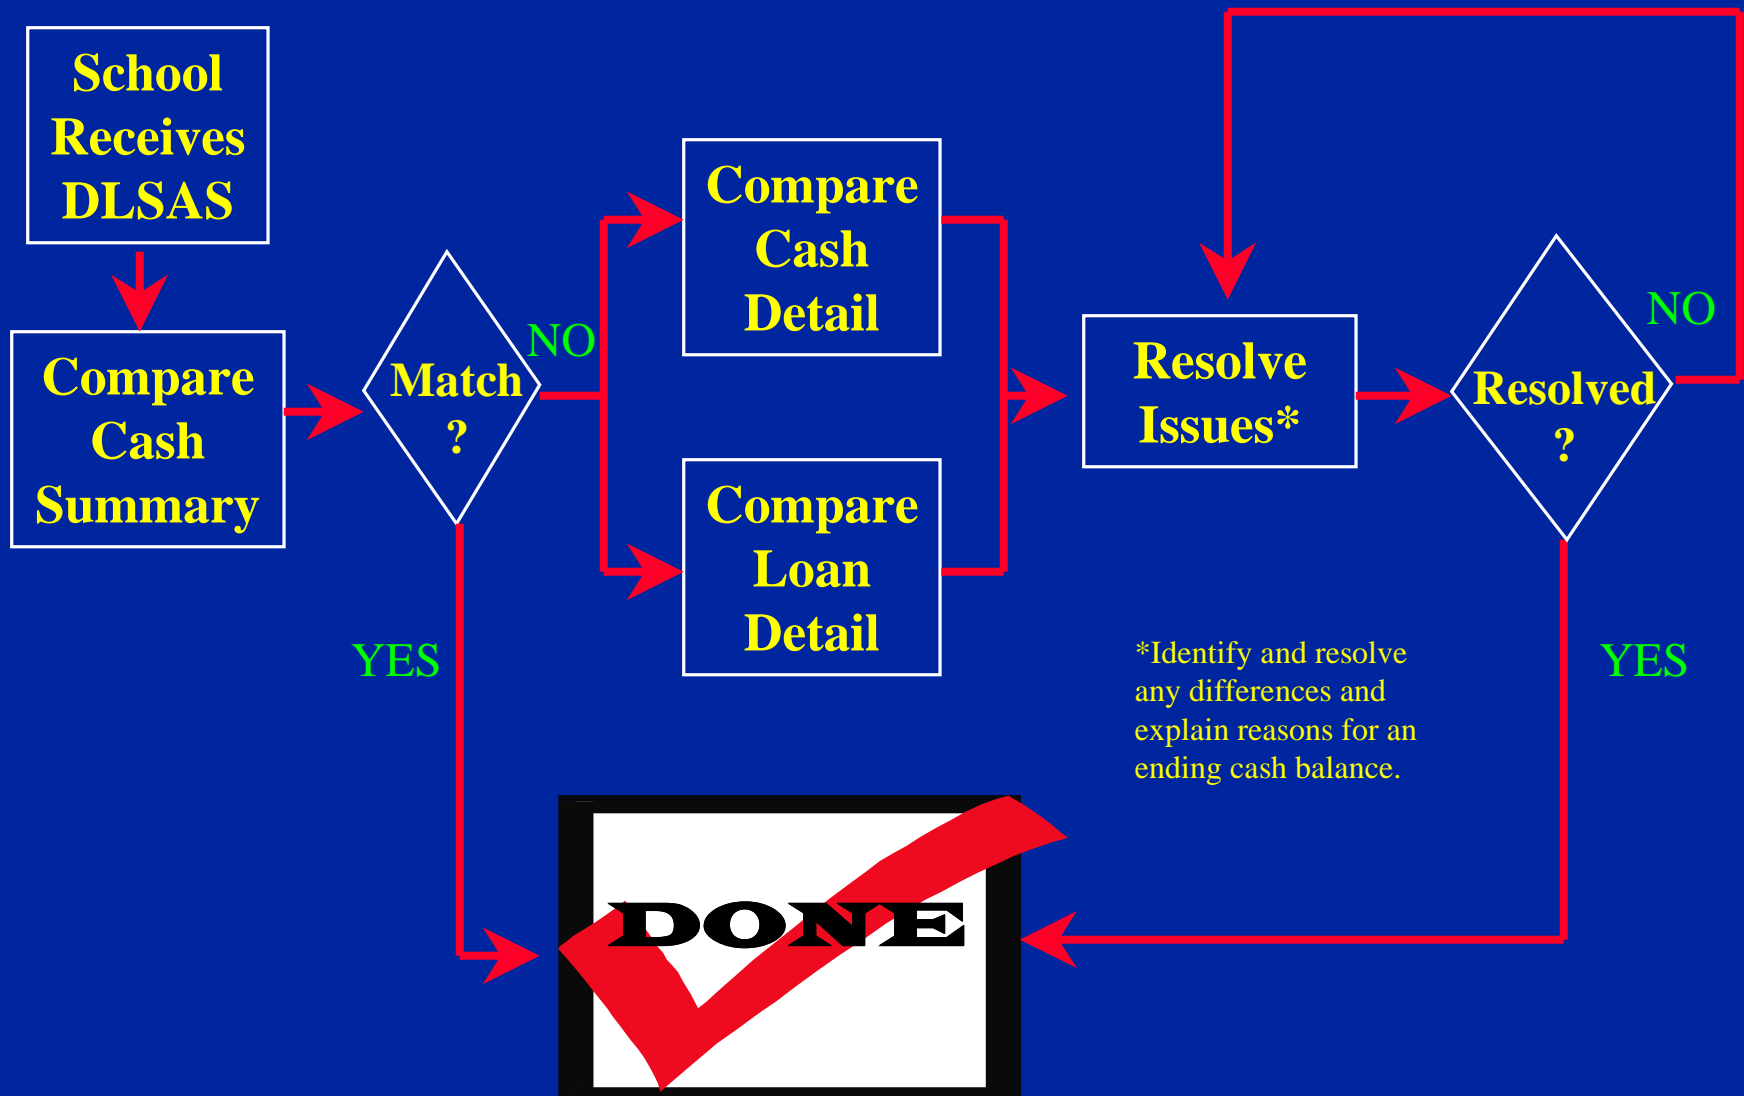 School
Receives
DLSAS
Compare
Cash
Summary
Match
?
NO
YES
Compare
Cash
Detail
Compare
Loan
Detail
Resolve
Issues*
Resolved
?
NO
YES
*Identify and resolve
any differences and
explain reasons for an
ending cash balance.
DONE